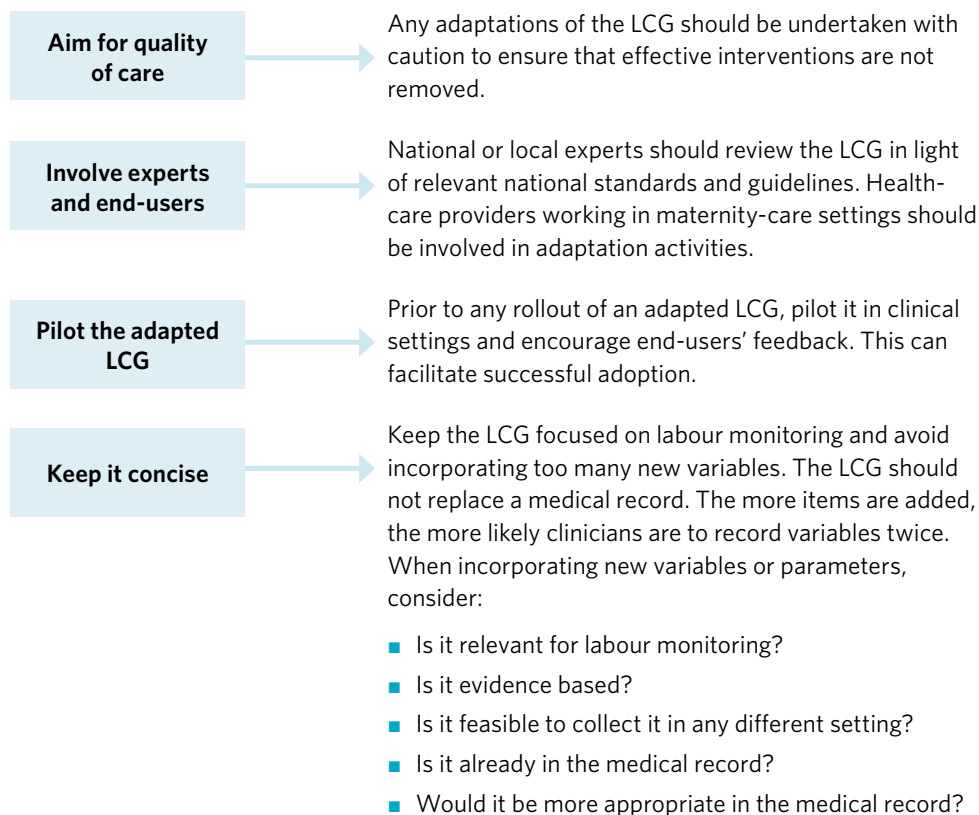 Aim for quality
of care
Any adaptations of the LCG should be undertaken with
caution to ensure that effective interventions are not
removed.
Involve experts
and end-users
National or local experts should review the LCG in light
of relevant national standards and guidelines. Health-
care providers working in maternity-care settings should
be involved in adaptation activities.
Pilot the adapted
LCG
Prior to any rollout of an adapted LCG, pilot it in clinical
settings and encourage end-users’ feedback. This can
facilitate successful adoption.
Keep it concise
Keep the LCG focused on labour monitoring and avoid
incorporating too many new variables. The LCG should
not replace a medical record. The more items are added,
the more likely clinicians are to record variables twice.
When incorporating new variables or parameters,
consider:
■ Is it relevant for labour monitoring?
■ Is it evidence based?
■ Is it feasible to collect it in any different setting?
■ Is it already in the medical record?
■ Would it be more appropriate in the medical record?